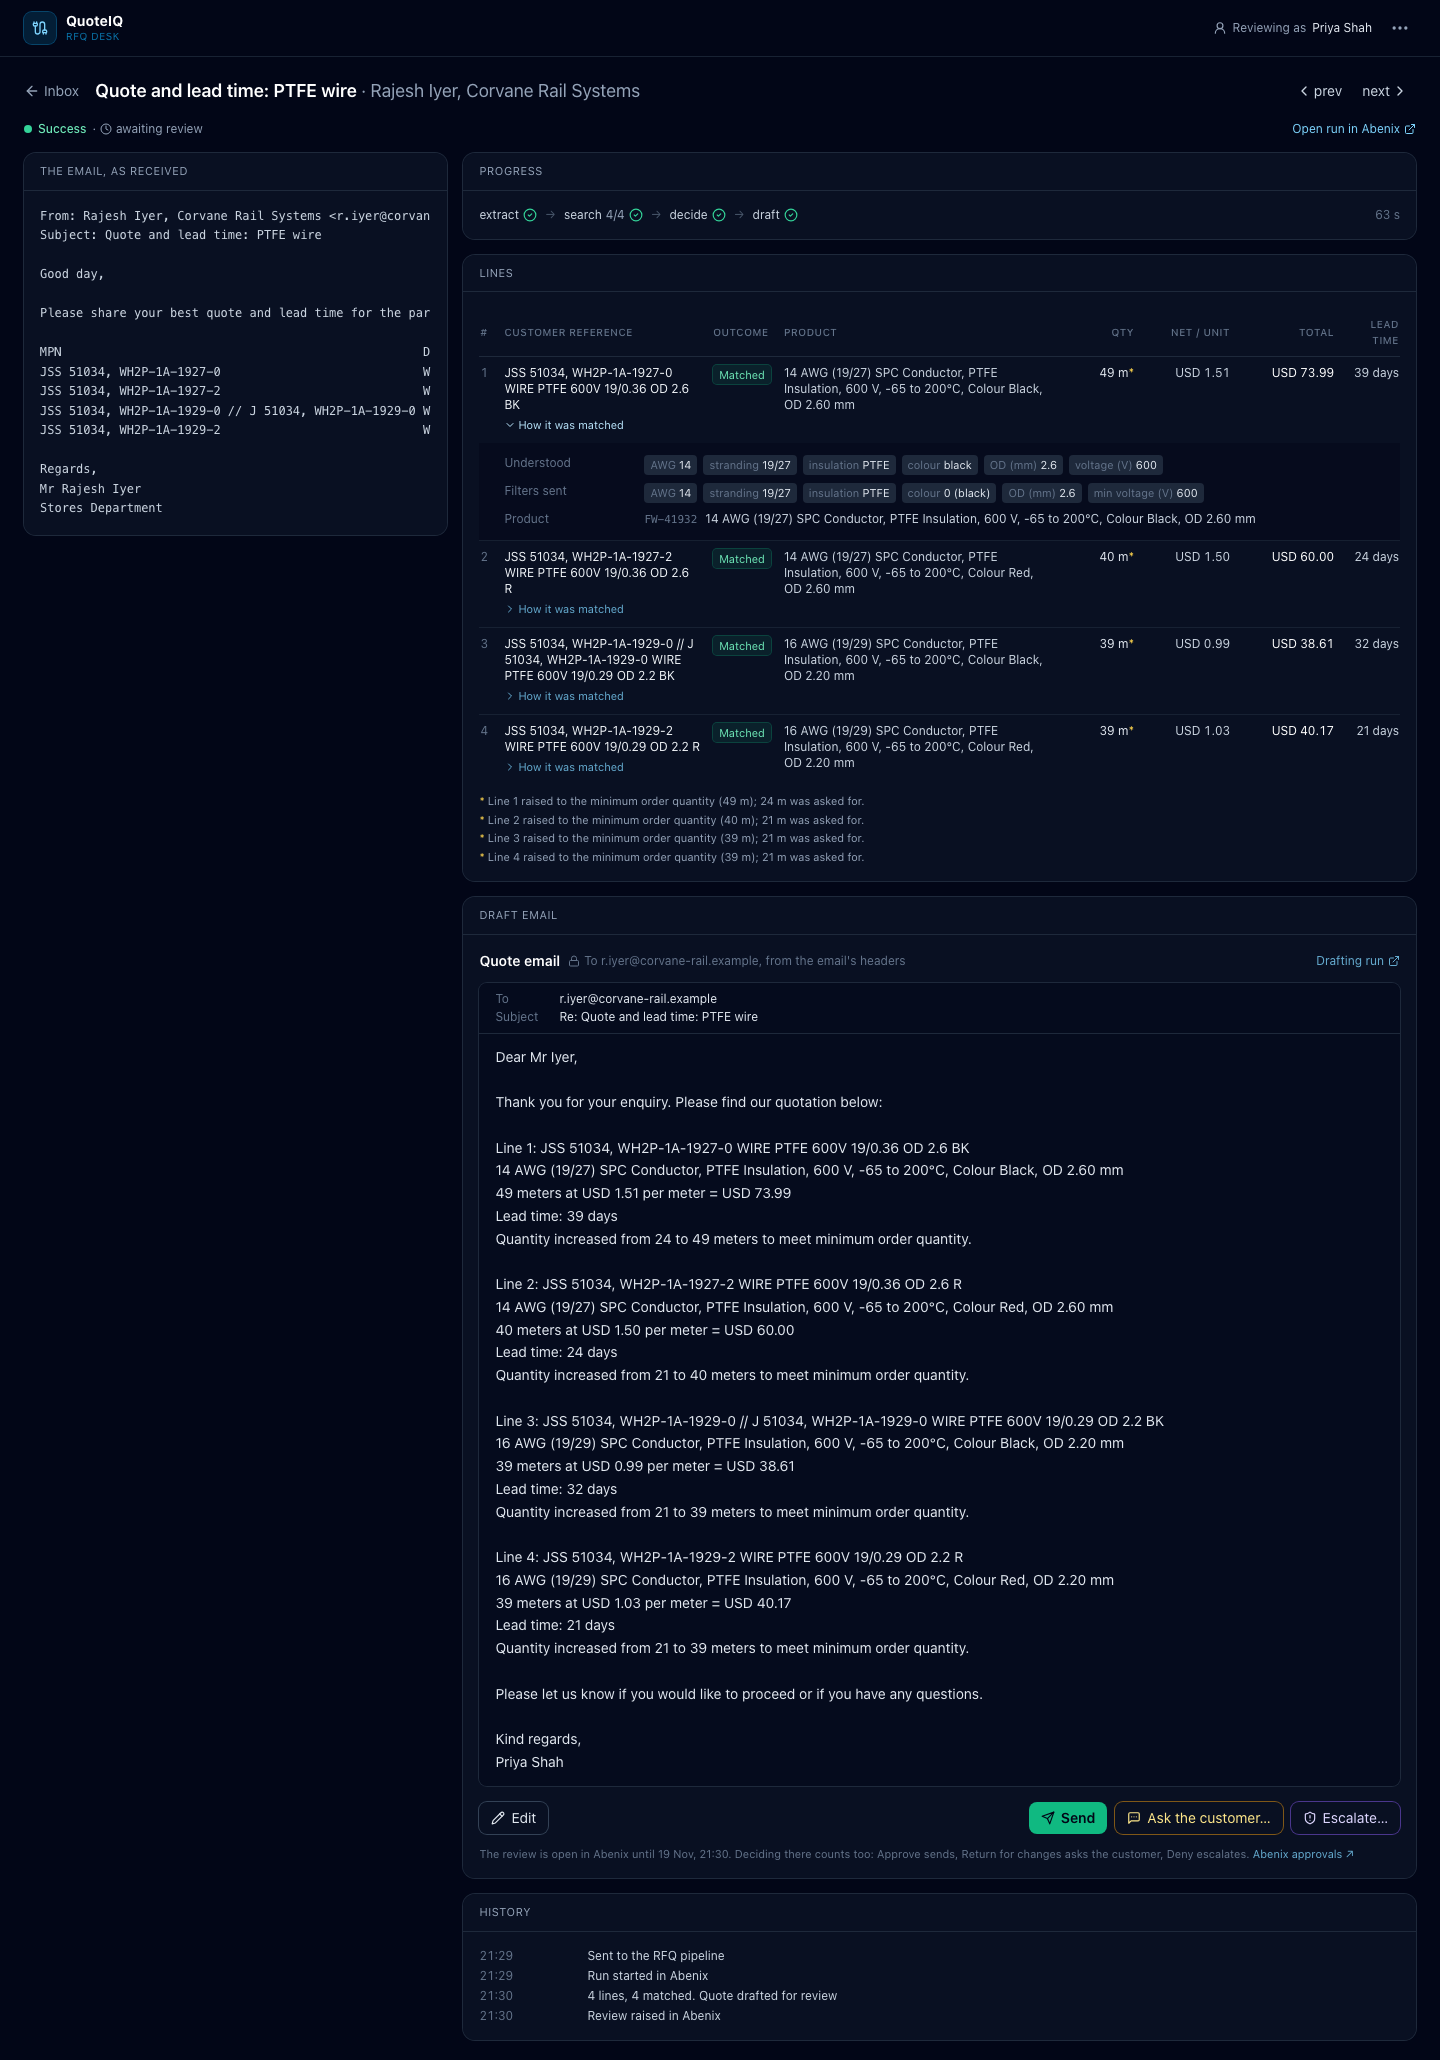 QuoteIQ
RFQ DESK
Reviewing as Priya Shah
Inbox
Quote and lead time: PTFE wire · Rajesh Iyer, Corvane Rail Systems
prev
next
Success · awaiting review
Open run in Abenix
THE EMAIL, AS RECEIVED
From: Rajesh Iyer, Corvane Rail Systems <r.iyer@corvan
Subject: Quote and lead time: PTFE wire
Good day,
Please share your best quote and lead time for the par
MPN D
JSS 51034, WH2P-1A-1927-0 W
JSS 51034, WH2P-1A-1927-2 W
JSS 51034, WH2P-1A-1929-0 // J 51034, WH2P-1A-1929-0 W
JSS 51034, WH2P-1A-1929-2 W
Regards,
Mr Rajesh Iyer
Stores Department
PROGRESS
extract → search 4/4 → decide → draft
63 s
LINES
# CUSTOMER REFERENCE OUTCOME PRODUCT QTY NET / UNIT TOTAL LEAD TIME
1 JSS 51034, WH2P-1A-1927-0 Matched 14 AWG (19/27) SPC Conductor, PTFE 49 m* USD 1.51 USD 73.99 39 days
WIRE PTFE 600V 19/0.36 OD 2.6 Insulation, 600 V, -65 to 200°C, Colour Black,
BK OD 2.60 mm
How it was matched
Understood AWG 14 stranding 19/27 insulation PTFE colour black OD (mm) 2.6 voltage (V) 600
Filters sent AWG 14 stranding 19/27 insulation PTFE colour 0 (black) OD (mm) 2.6 min voltage (V) 600
Product FW-41932 14 AWG (19/27) SPC Conductor, PTFE Insulation, 600 V, -65 to 200°C, Colour Black, OD 2.60 mm
2 JSS 51034, WH2P-1A-1927-2 Matched 14 AWG (19/27) SPC Conductor, PTFE 40 m* USD 1.50 USD 60.00 24 days
WIRE PTFE 600V 19/0.36 OD 2.6 Insulation, 600 V, -65 to 200°C, Colour Red,
R OD 2.60 mm
How it was matched
3 JSS 51034, WH2P-1A-1929-0 // J Matched 16 AWG (19/29) SPC Conductor, PTFE 39 m* USD 0.99 USD 38.61 32 days
51034, WH2P-1A-1929-0 WIRE Insulation, 600 V, -65 to 200°C, Colour Black,
PTFE 600V 19/0.29 OD 2.2 BK OD 2.20 mm
How it was matched
4 JSS 51034, WH2P-1A-1929-2 Matched 16 AWG (19/29) SPC Conductor, PTFE 39 m* USD 1.03 USD 40.17 21 days
WIRE PTFE 600V 19/0.29 OD 2.2 R Insulation, 600 V, -65 to 200°C, Colour Red,
OD 2.20 mm
How it was matched
* Line 1 raised to the minimum order quantity (49 m); 24 m was asked for.
* Line 2 raised to the minimum order quantity (40 m); 21 m was asked for.
* Line 3 raised to the minimum order quantity (39 m); 21 m was asked for.
* Line 4 raised to the minimum order quantity (39 m); 21 m was asked for.
DRAFT EMAIL
Quote email To r.iyer@corvane-rail.example, from the email's headers
Drafting run
To r.iyer@corvane-rail.example
Subject Re: Quote and lead time: PTFE wire
Dear Mr Iyer,
Thank you for your enquiry. Please find our quotation below:
Line 1: JSS 51034, WH2P-1A-1927-0 WIRE PTFE 600V 19/0.36 OD 2.6 BK
14 AWG (19/27) SPC Conductor, PTFE Insulation, 600 V, -65 to 200°C, Colour Black, OD 2.60 mm
49 meters at USD 1.51 per meter = USD 73.99
Lead time: 39 days
Quantity increased from 24 to 49 meters to meet minimum order quantity.
Line 2: JSS 51034, WH2P-1A-1927-2 WIRE PTFE 600V 19/0.36 OD 2.6 R
14 AWG (19/27) SPC Conductor, PTFE Insulation, 600 V, -65 to 200°C, Colour Red, OD 2.60 mm
40 meters at USD 1.50 per meter = USD 60.00
Lead time: 24 days
Quantity increased from 21 to 40 meters to meet minimum order quantity.
Line 3: JSS 51034, WH2P-1A-1929-0 // J 51034, WH2P-1A-1929-0 WIRE PTFE 600V 19/0.29 OD 2.2 BK
16 AWG (19/29) SPC Conductor, PTFE Insulation, 600 V, -65 to 200°C, Colour Black, OD 2.20 mm
39 meters at USD 0.99 per meter = USD 38.61
Lead time: 32 days
Quantity increased from 21 to 39 meters to meet minimum order quantity.
Line 4: JSS 51034, WH2P-1A-1929-2 WIRE PTFE 600V 19/0.29 OD 2.2 R
16 AWG (19/29) SPC Conductor, PTFE Insulation, 600 V, -65 to 200°C, Colour Red, OD 2.20 mm
39 meters at USD 1.03 per meter = USD 40.17
Lead time: 21 days
Quantity increased from 21 to 39 meters to meet minimum order quantity.
Please let us know if you would like to proceed or if you have any questions.
Kind regards,
Priya Shah
Edit
Send
Ask the customer...
Escalate...
The review is open in Abenix until 19 Nov, 21:30. Deciding there counts too: Approve sends, Return for changes asks the customer, Deny escalates. Abenix approvals ↗
HISTORY
21:29 Sent to the RFQ pipeline
21:29 Run started in Abenix
21:30 4 lines, 4 matched. Quote drafted for review
21:30 Review raised in Abenix